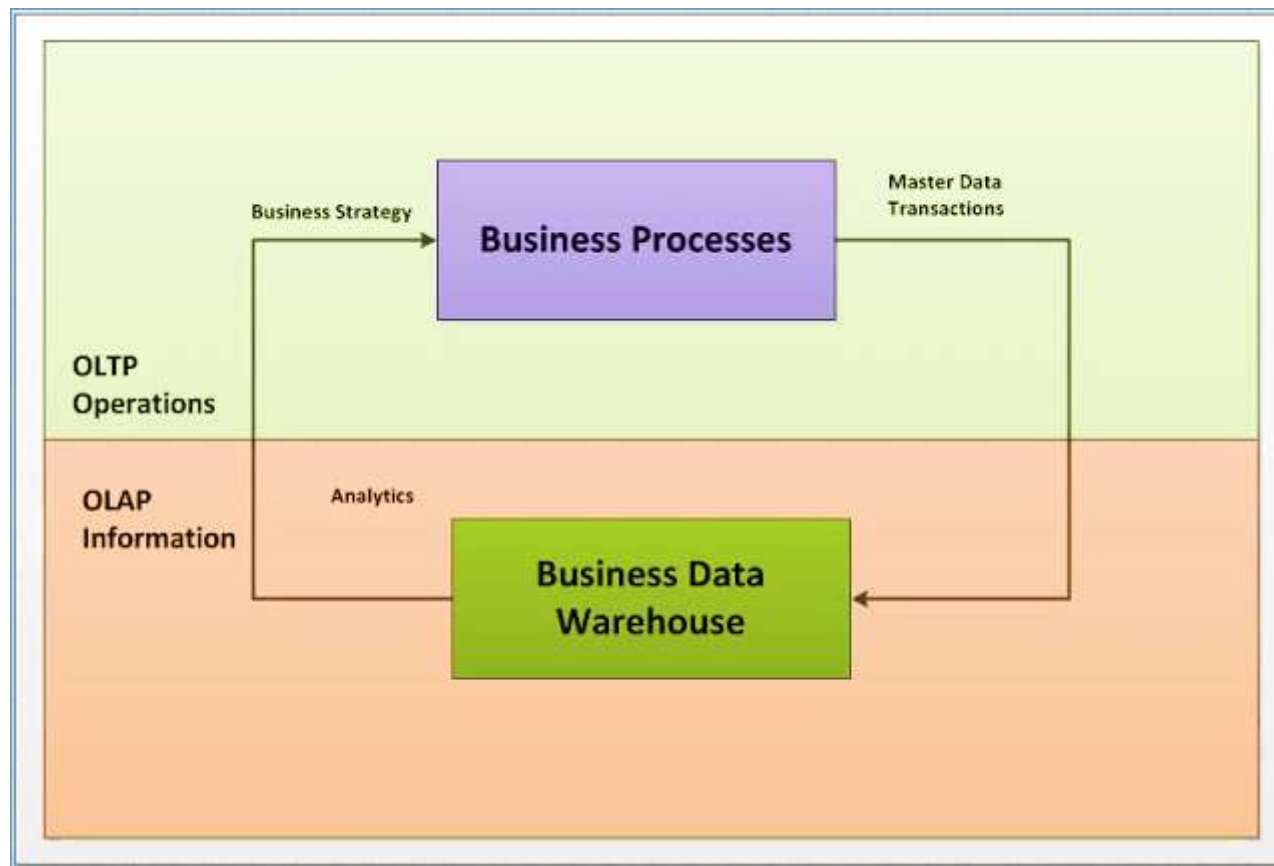 Business Strategy
Business Processes
Master Data
Transactions
OLTP
Operations
OLAP
Information
Analytics
Business Data
Warehouse